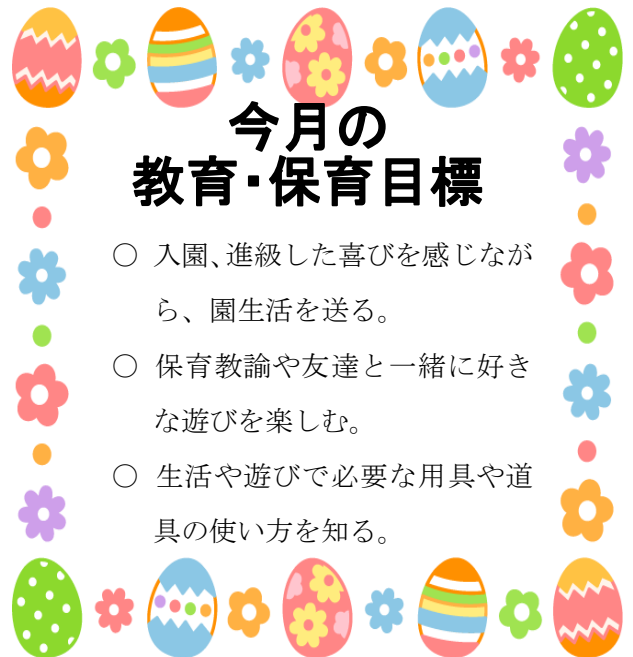 今月の
教育・保育目標
○ 入園、進級した喜びを感じなが
ら、園生活を送る。
○ 保育教諭や友達と一緒に好き
な遊びを楽しむ。
○ 生活や遊びで必要な用具や道
具の使い方を知る。